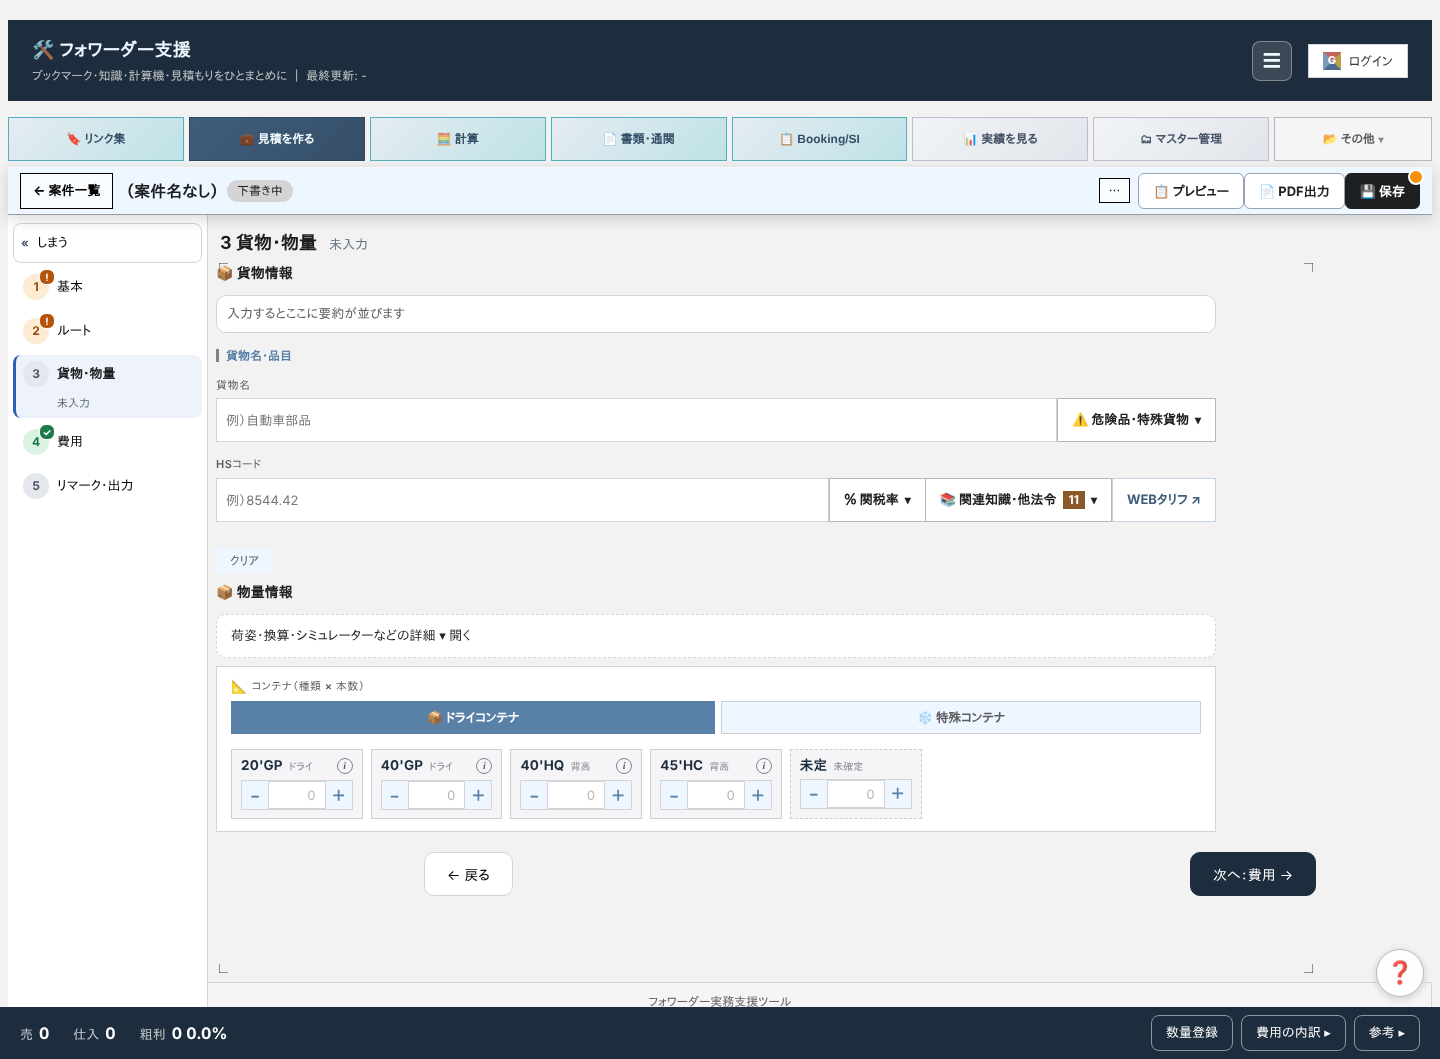 🛠️ フォワーダー支援
ブックマーク・知識・計算機・見積もりをひとまとめに ｜ 最終更新: -
☰
G ログイン
🔖 リンク集
💼 見積を作る
🧮 計算
📄 書類・通関
📋 Booking/SI
📊 実績を見る
🗂 マスター管理
📂 その他 ▾
← 案件一覧
（案件名なし）
下書き中
…
📋 プレビュー
📄 PDF出力
💾 保存
« しまう
1 ! 基本
2 ! ルート
3 貨物・物量
未入力
4 ✓ 費用
5 リマーク・出力
3 貨物・物量 未入力
📦 貨物情報
入力するとここに要約が並びます
貨物名・品目
貨物名
例）自動車部品
⚠️ 危険品・特殊貨物 ▾
HSコード
例）8544.42
% 関税率 ▾
📚 関連知識・他法令 11 ▾
WEBタリフ ↗
クリア
📦 物量情報
荷姿・換算・シミュレーターなどの詳細 ▾ 開く
📐 コンテナ（種類 × 本数）
📦 ドライコンテナ
❄️ 特殊コンテナ
20'GP ドライ i
− 0 +
40'GP ドライ i
− 0 +
40'HQ 背高 i
− 0 +
45'HC 背高 i
− 0 +
未定 未確定
− 0 +
← 戻る
次へ：費用 →
❓
フォワーダー実務支援ツール
売 0 仕入 0 粗利 0 0.0%
数量登録
費用の内訳 ▸
参考 ▸